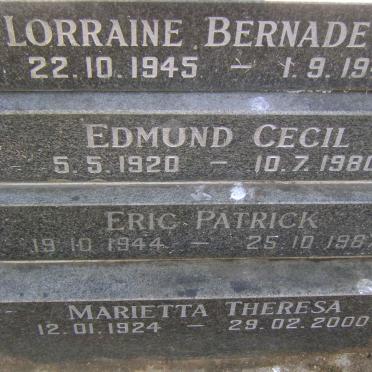 LORRAINE BERNADE
22.10.1945 – 1.9.194
EDMUND CECIL
5.5.1920 – 10.7.1980
ERIC PATRICK
19.10.1944 – 25.10.198
MARIETTA THERESA
12.01.1924 – 29.02.2000